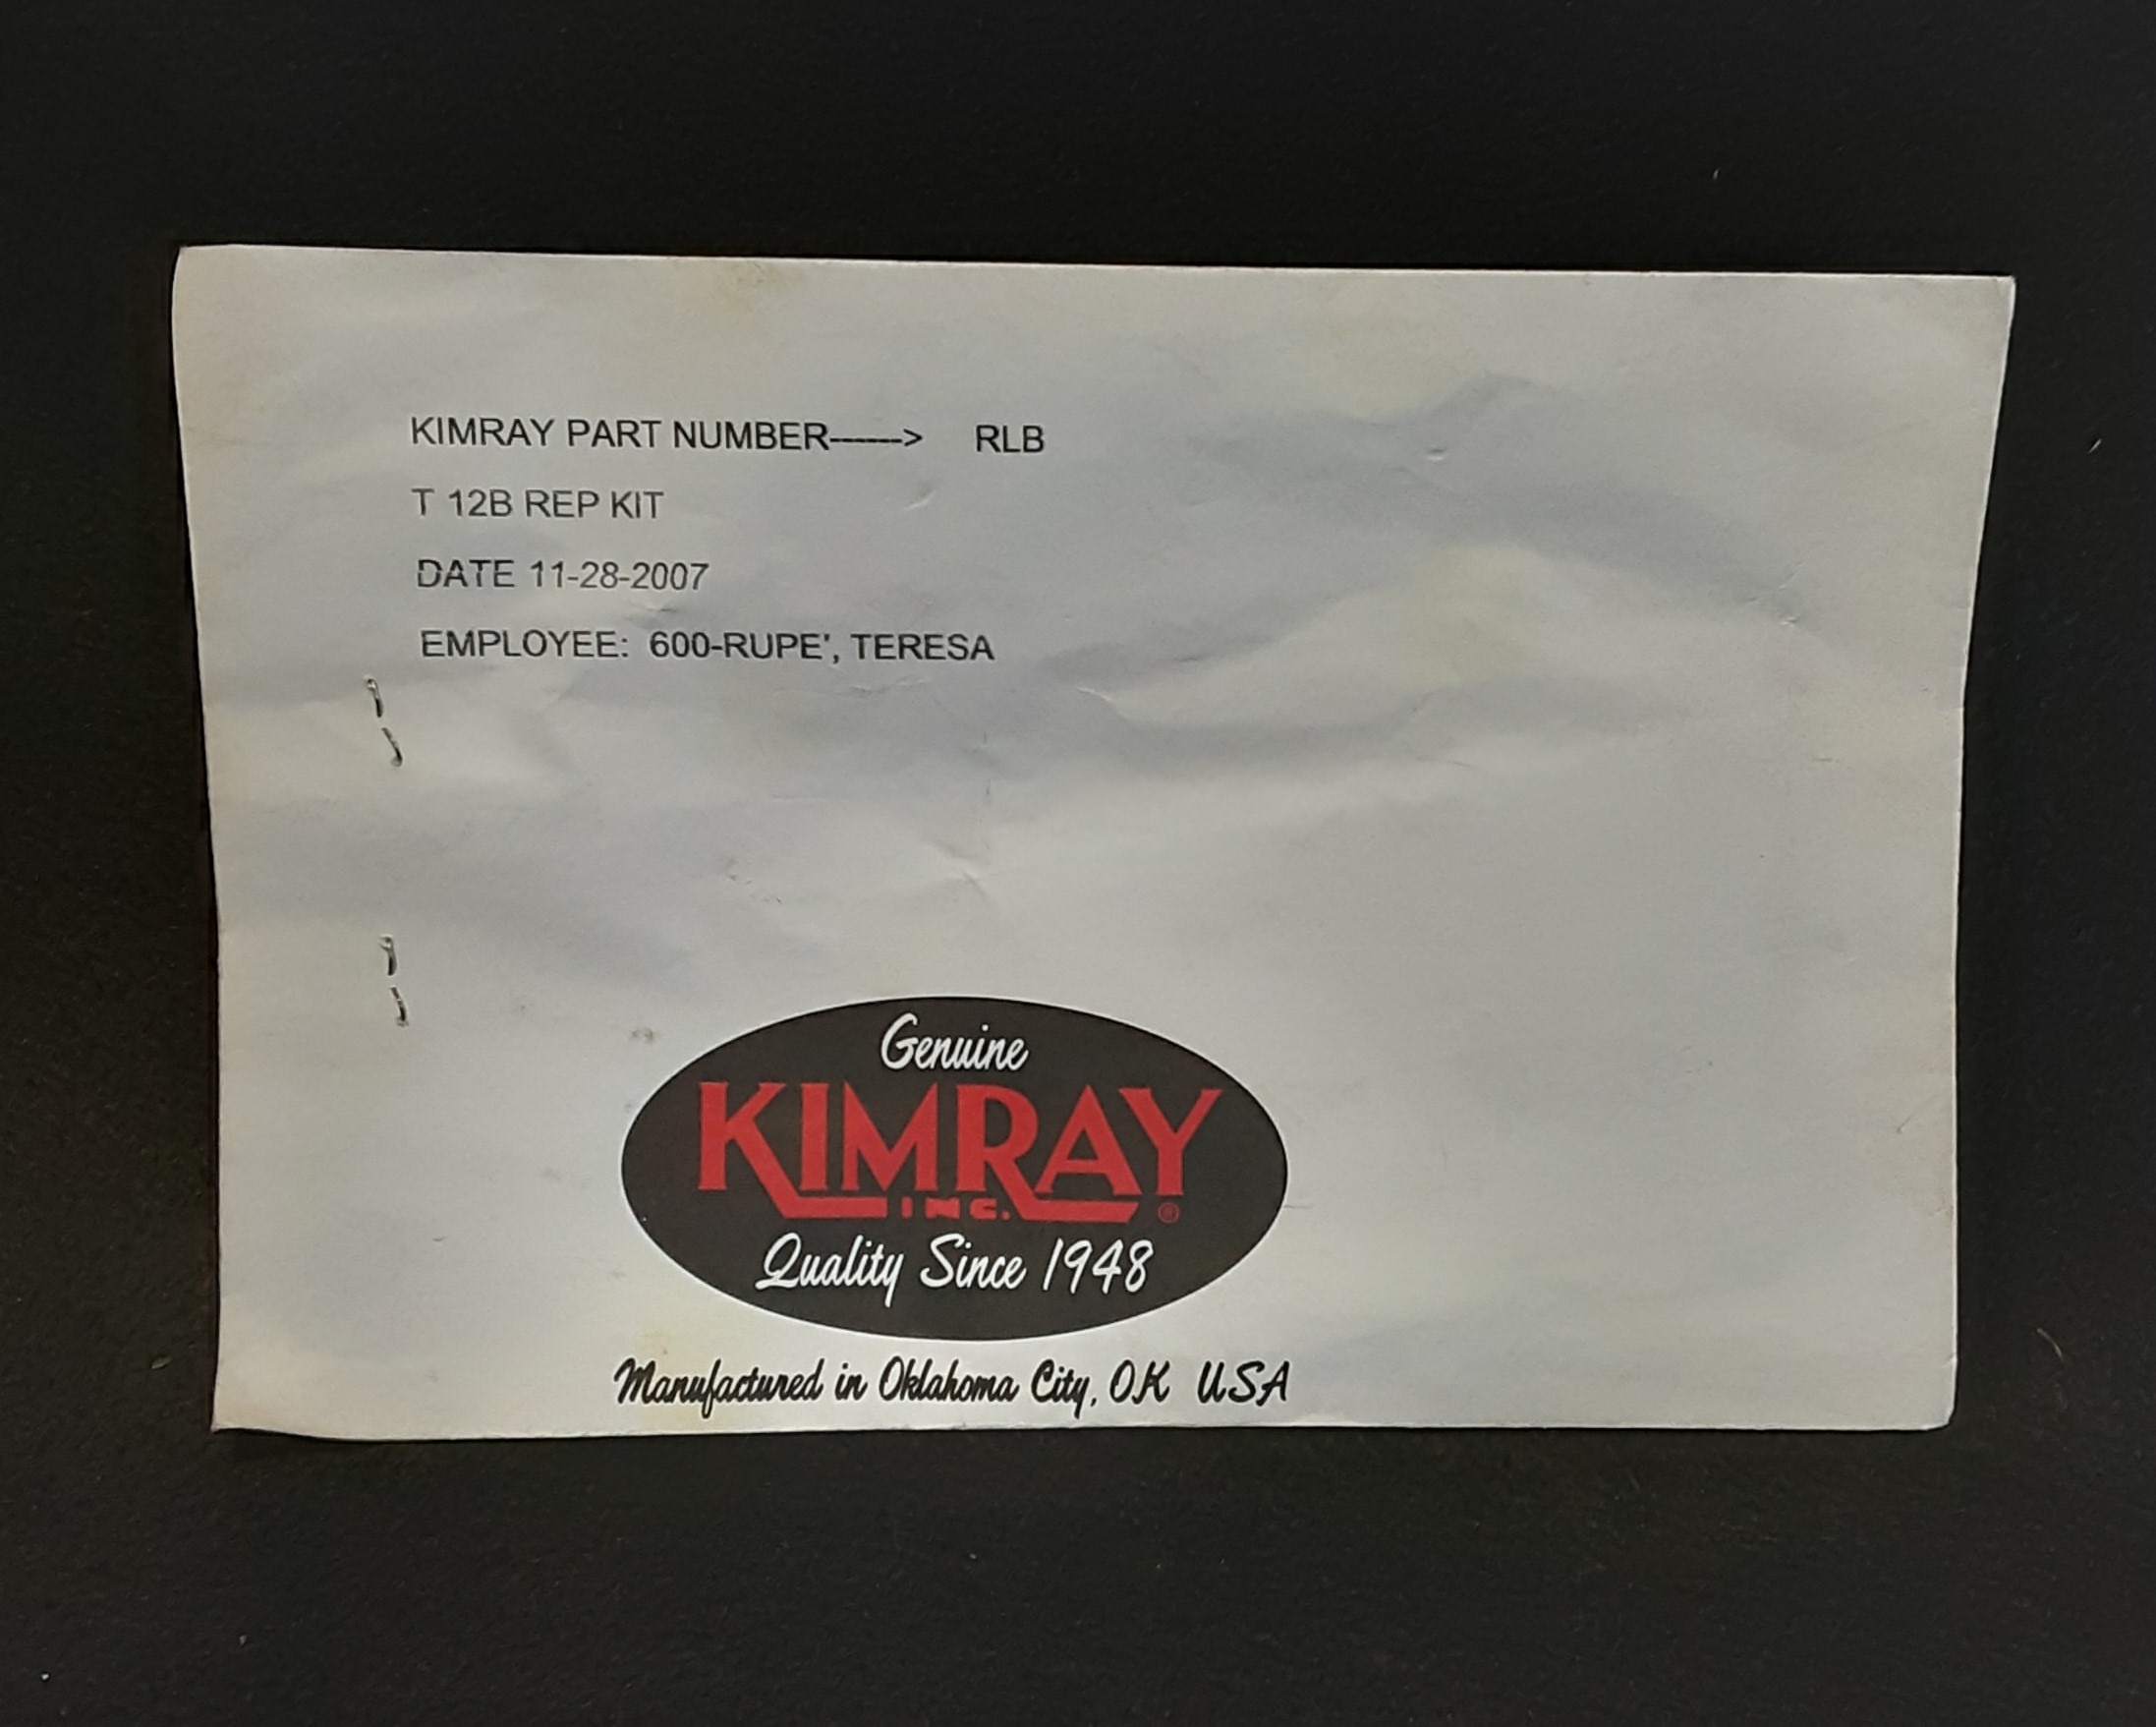 KIMRAY PART NUMBER------> RLB
T 12B REP KIT
DATE 11-28-2007
EMPLOYEE: 600-RUPE', TERESA
Genuine
KIMRAY
INC. ®
Quality Since 1948
Manufactured in Oklahoma City, OK USA